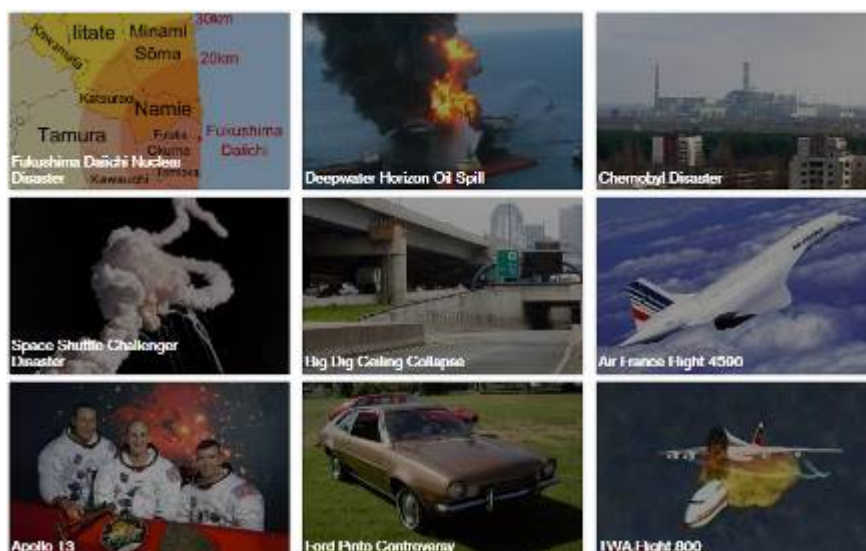 Iitate
Minami
Sōma
30km
20km
Kawamata
Katsurao
Namie
Tamura
Futaba
Okuma
Tomioka
Kawauchi
Fukushima
Daiichi
Fukushima Daiichi Nuclear
Disaster
Deepwater Horizon Oil Spill
Chernobyl Disaster
Space Shuttle Challenger
Disaster
Big Dig Ceiling Collapse
Air France Flight 4590
Apollo 13
Ford Pinto Controversy
TWA Flight 800